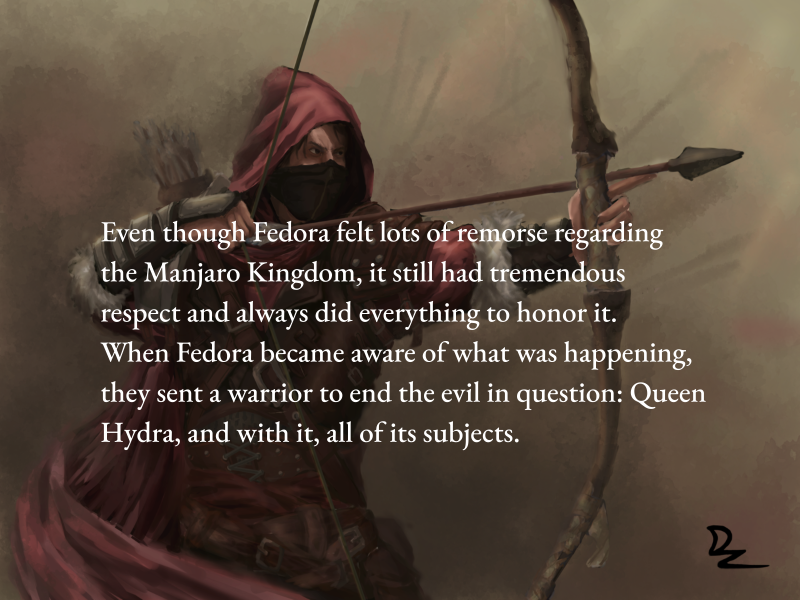 Even though Fedora felt lots of remorse regarding
the Manjaro Kingdom, it still had tremendous
respect and always did everything to honor it.
When Fedora became aware of what was happening,
they sent a warrior to end the evil in question: Queen
Hydra, and with it, all of its subjects.
DZ